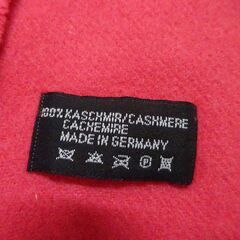 100% KASCHMIR/CASHMERE
CACHEMIRE
MADE IN GERMANY
P